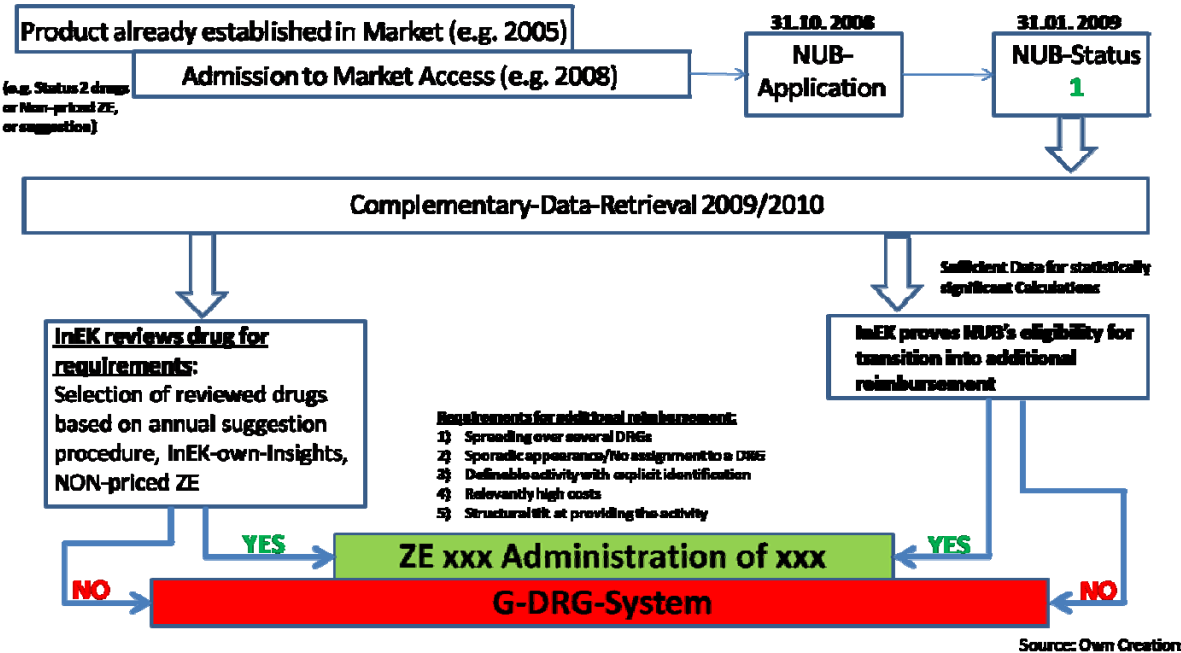 Product already established in Market (e.g. 2005)
Admission to Market Access (e.g. 2008)
(e.g. Status 2 drugs
or Non-priced ZE,
or suggestion)
31.10. 2008
NUB-
Application
31.01. 2009
NUB-Status
1
Complementary-Data-Retrieval 2009/2010
Sufficient Data for statistically
significant Calculations
InEK reviews drug for
requirements:
Selection of reviewed drugs
based on annual suggestion
procedure, InEK-own-Insights,
NON-priced ZE
InEK proves NUB's eligibility for
transition into additional
reimbursement
Requirements for additional reimbursement:
1) Spreading over several DRGs
2) Sporadic appearance/No assignment to a DRG
3) Definable activity with explicit identification
4) Relevantly high costs
5) Structural tilt at providing the activity
YES
ZE xxx Administration of xxx
YES
NO
G-DRG-System
NO
Source: Own Creation